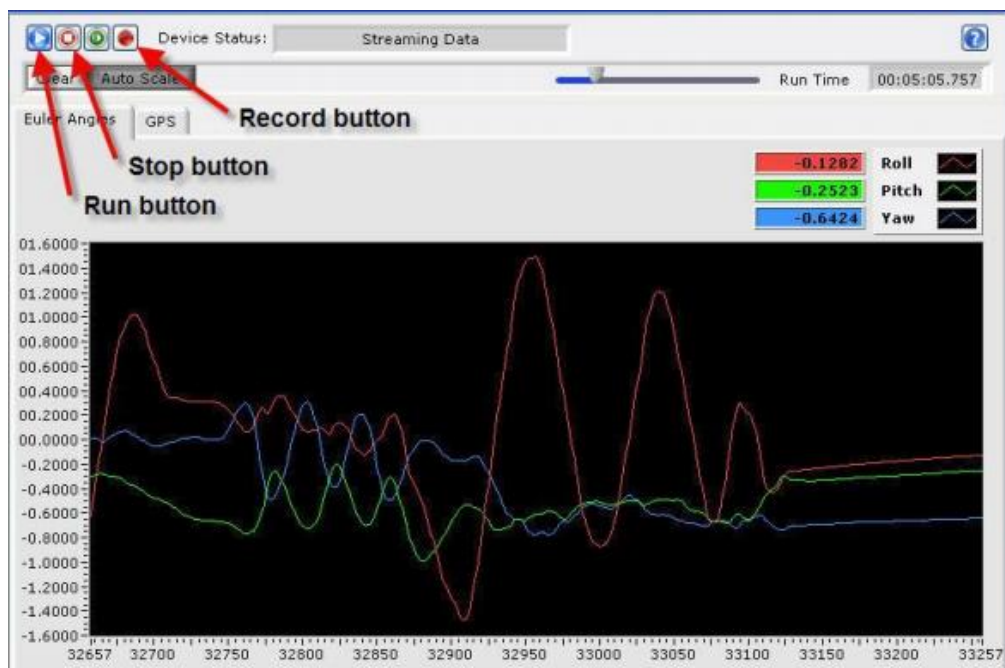 Device Status: Streaming Data
Clear Auto Scale Run Time 00:05:05.757
Euler Angles GPS Record button
Stop button
Run button
-0.1282 Roll
-0.2523 Pitch
-0.6424 Yaw
01.6000
01.4000
01.2000
01.0000
00.8000
00.6000
00.4000
00.2000
00.0000
-0.2000
-0.4000
-0.6000
-0.8000
-1.0000
-1.2000
-1.4000
-1.6000
32657 32700 32750 32800 32850 32900 32950 33000 33050 33100 33150 33200 33257